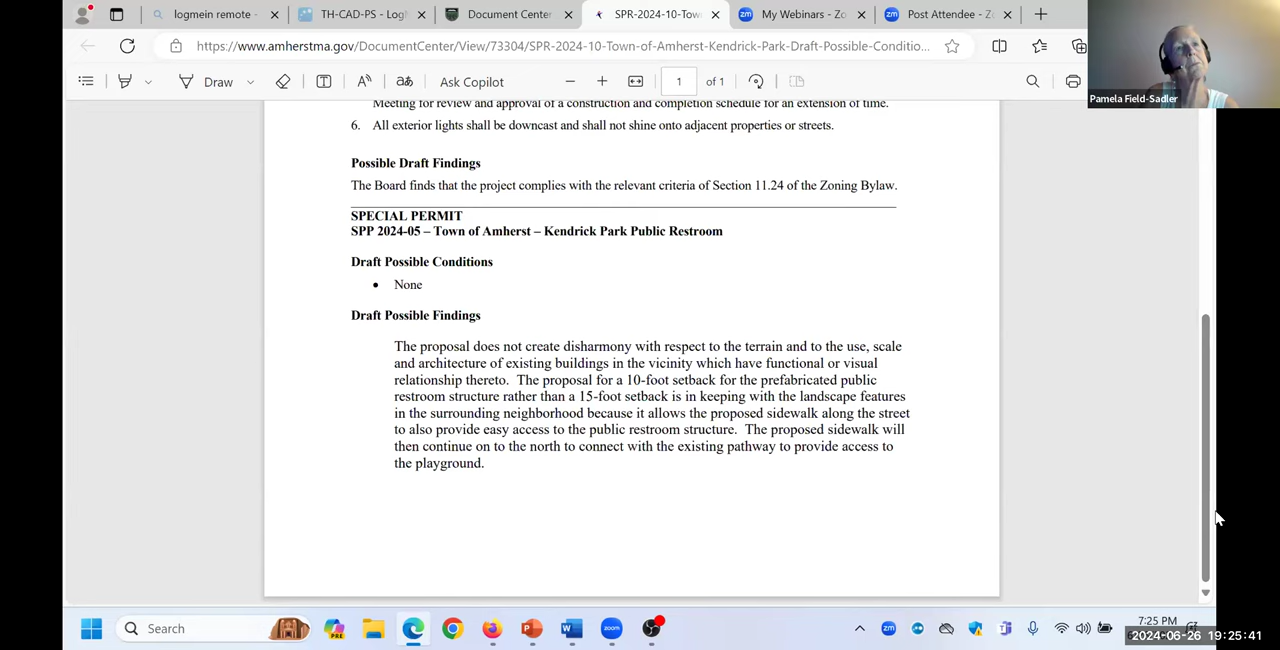 logmein remote -
TH-CAD-PS - LogM
Document Center
SPR-2024-10-Town
My Webinars - Zo
Post Attendee - Z
https://www.amherstma.gov/DocumentCenter/View/73304/SPR-2024-10-Town-of-Amherst-Kendrick-Park-Draft-Possible-Conditio...
Draw
Ask Copilot
1 of 1
Pamela Field-Sadler
Meeting for review and approval of a construction and completion schedule for an extension of time.
6. All exterior lights shall be downcast and shall not shine onto adjacent properties or streets.
Possible Draft Findings
The Board finds that the project complies with the relevant criteria of Section 11.24 of the Zoning Bylaw.
SPECIAL PERMIT
SPP 2024-05 – Town of Amherst – Kendrick Park Public Restroom
Draft Possible Conditions
• None
Draft Possible Findings
The proposal does not create disharmony with respect to the terrain and to the use, scale
and architecture of existing buildings in the vicinity which have functional or visual
relationship thereto. The proposal for a 10-foot setback for the prefabricated public
restroom structure rather than a 15-foot setback is in keeping with the landscape features
in the surrounding neighborhood because it allows the proposed sidewalk along the street
to also provide easy access to the public restroom structure. The proposed sidewalk will
then continue on to the north to connect with the existing pathway to provide access to
the playground.
Search
PRE
zoom
zm
7:25 PM
2024-06-26 19:25:41